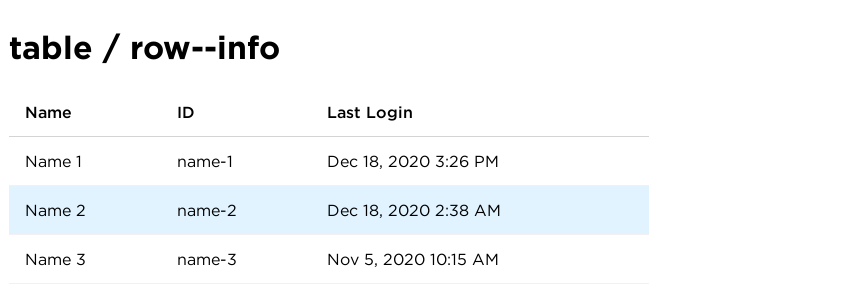 table / row--info
Name ID Last Login
Name 1 name-1 Dec 18, 2020 3:26 PM
Name 2 name-2 Dec 18, 2020 2:38 AM
Name 3 name-3 Nov 5, 2020 10:15 AM